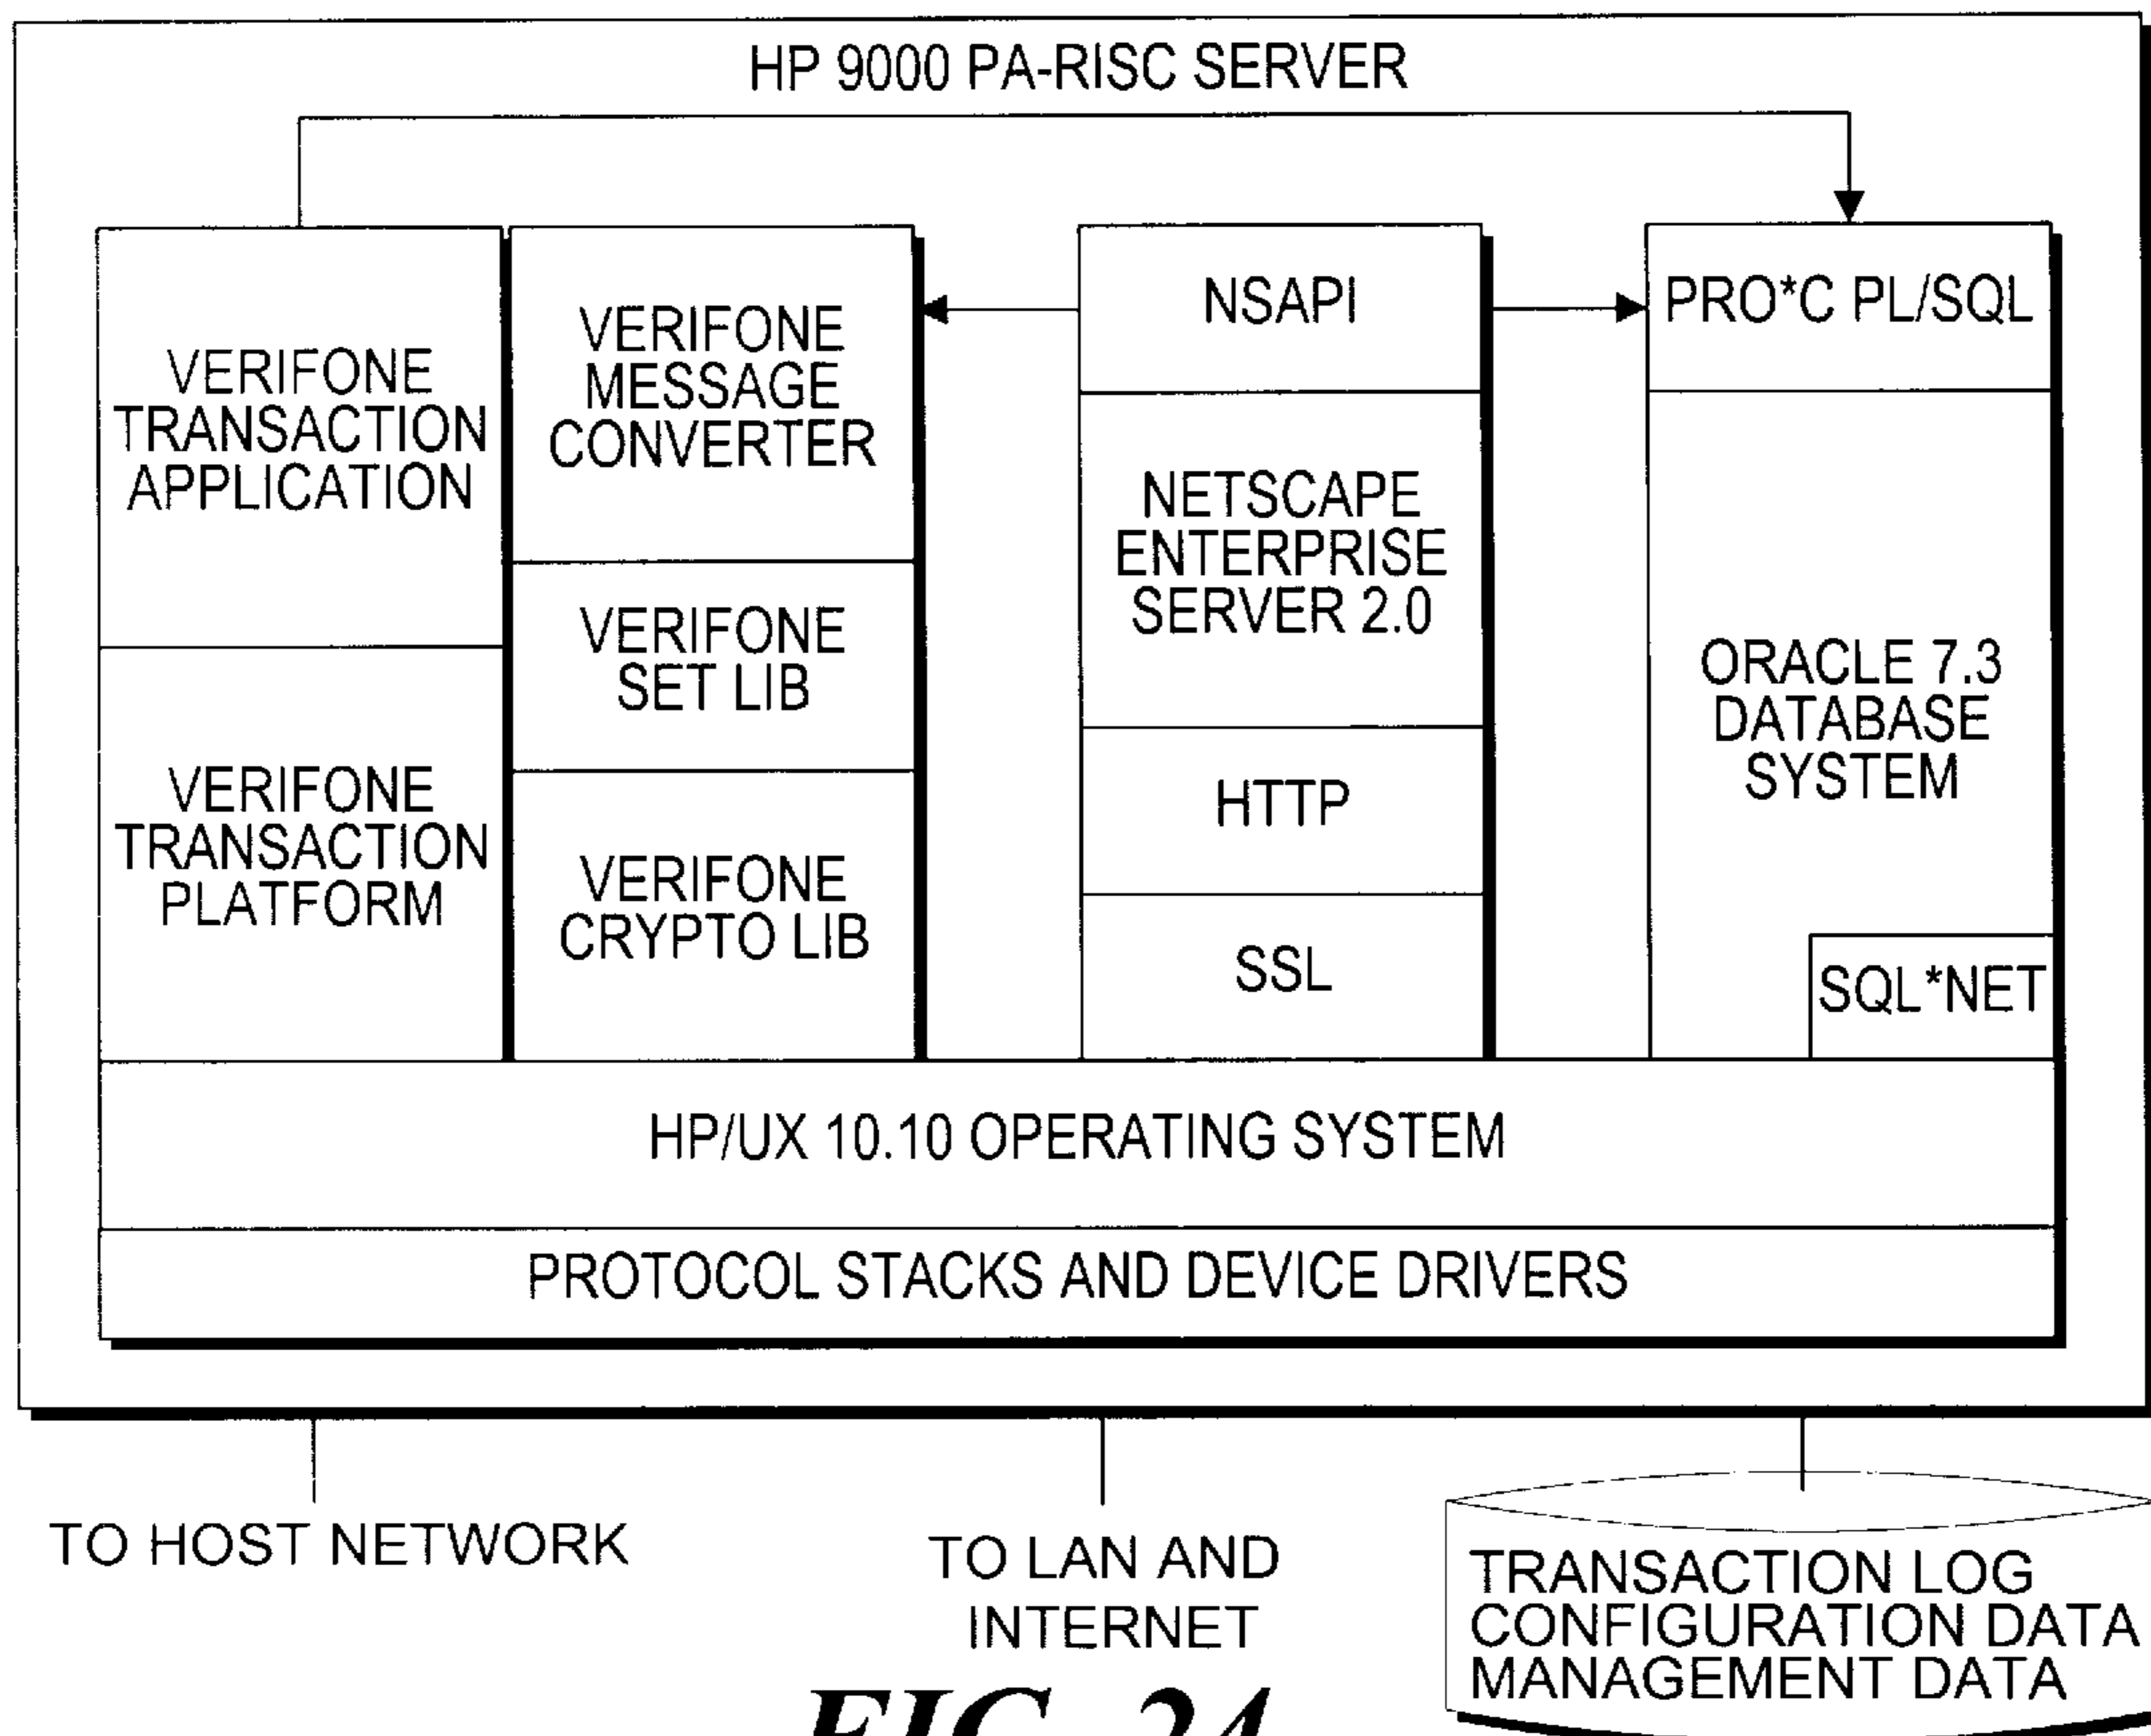 HP 9000 PA-RISC SERVER
VERIFONE
TRANSACTION
APPLICATION
VERIFONE
TRANSACTION
PLATFORM
VERIFONE
MESSAGE
CONVERTER
VERIFONE
SET LIB
VERIFONE
CRYPTO LIB
NSAPI
NETSCAPE
ENTERPRISE
SERVER 2.0
HTTP
SSL
PRO*C PL/SQL
ORACLE 7.3
DATABASE
SYSTEM
SQL*NET
HP/UX 10.10 OPERATING SYSTEM
PROTOCOL STACKS AND DEVICE DRIVERS
TO HOST NETWORK
TO LAN AND
INTERNET
TRANSACTION LOG
CONFIGURATION DATA
MANAGEMENT DATA
FIG. 24